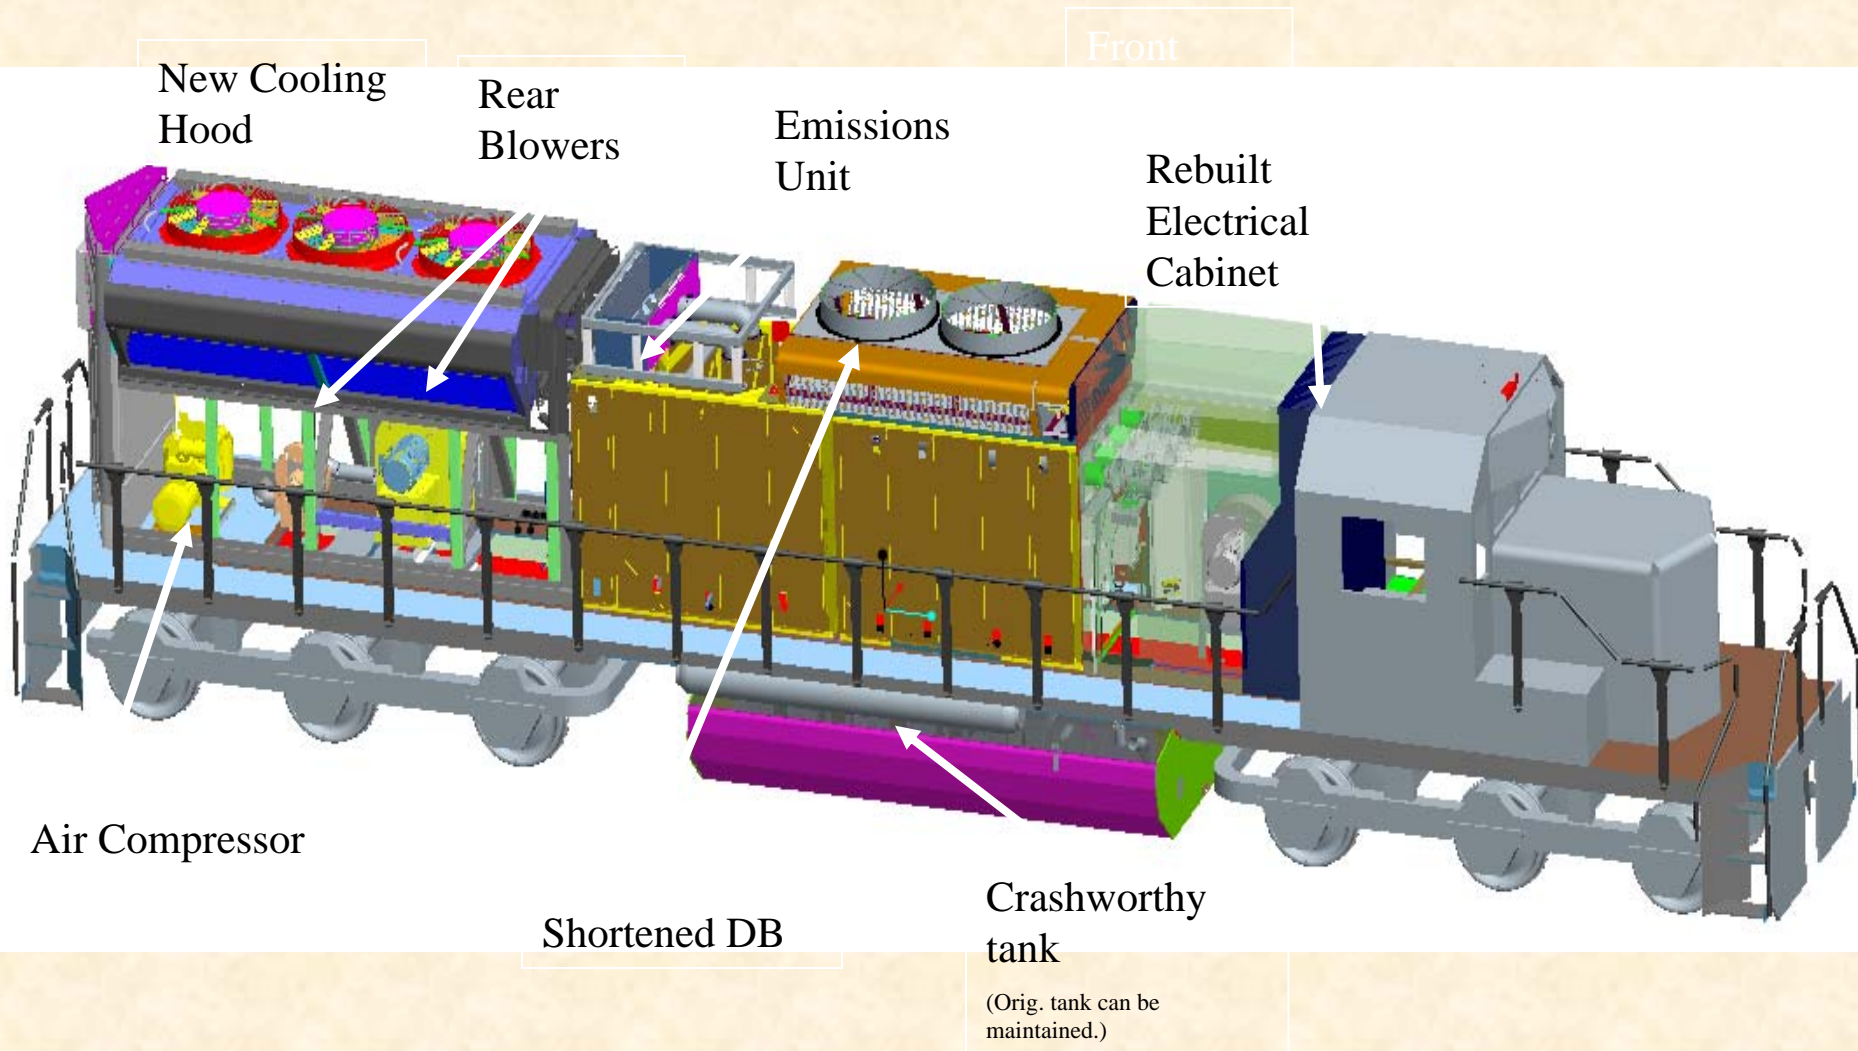 Front
New Cooling
Hood
Rear
Blowers
Emissions
Unit
Rebuilt
Electrical
Cabinet
Air Compressor
Shortened DB
Crashworthy
tank
(Orig. tank can be
maintained.)